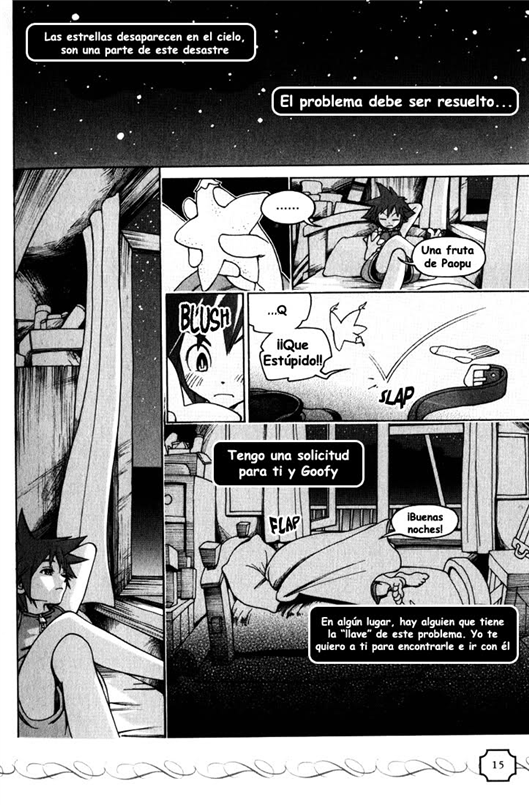 Las estrellas desaparecen en el cielo,
son una parte de este desastre
El problema debe ser resuelto...
......
Una fruta
de Paopu
BLUSH
...Q
¡¡Que
Estúpido!!
SLAP
Tengo una solicitud
para ti y Goofy
FLAP
¡Buenas
noches!
En algún lugar, hay alguien que tiene
la "llave" de este problema. Yo te
quiero a ti para encontrarle e ir con él
15